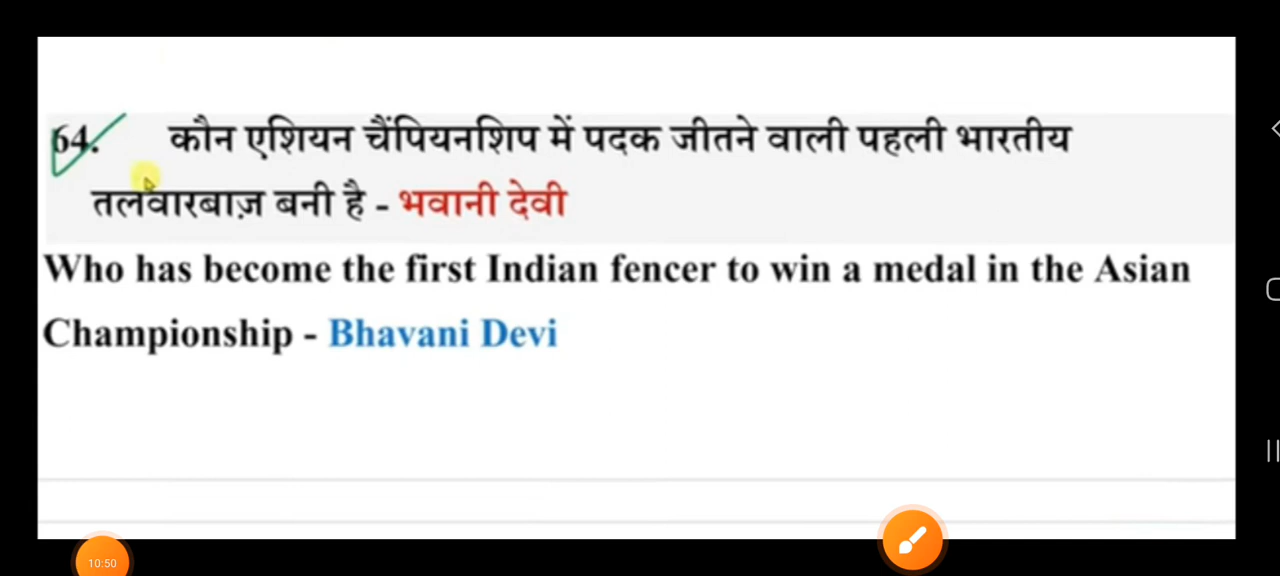 64. कौन एशियन चैंपियनशिप में पदक जीतने वाली पहली भारतीय
तलवारबाज़ बनी है - भवानी देवी
Who has become the first Indian fencer to win a medal in the Asian
Championship - Bhavani Devi
10:50